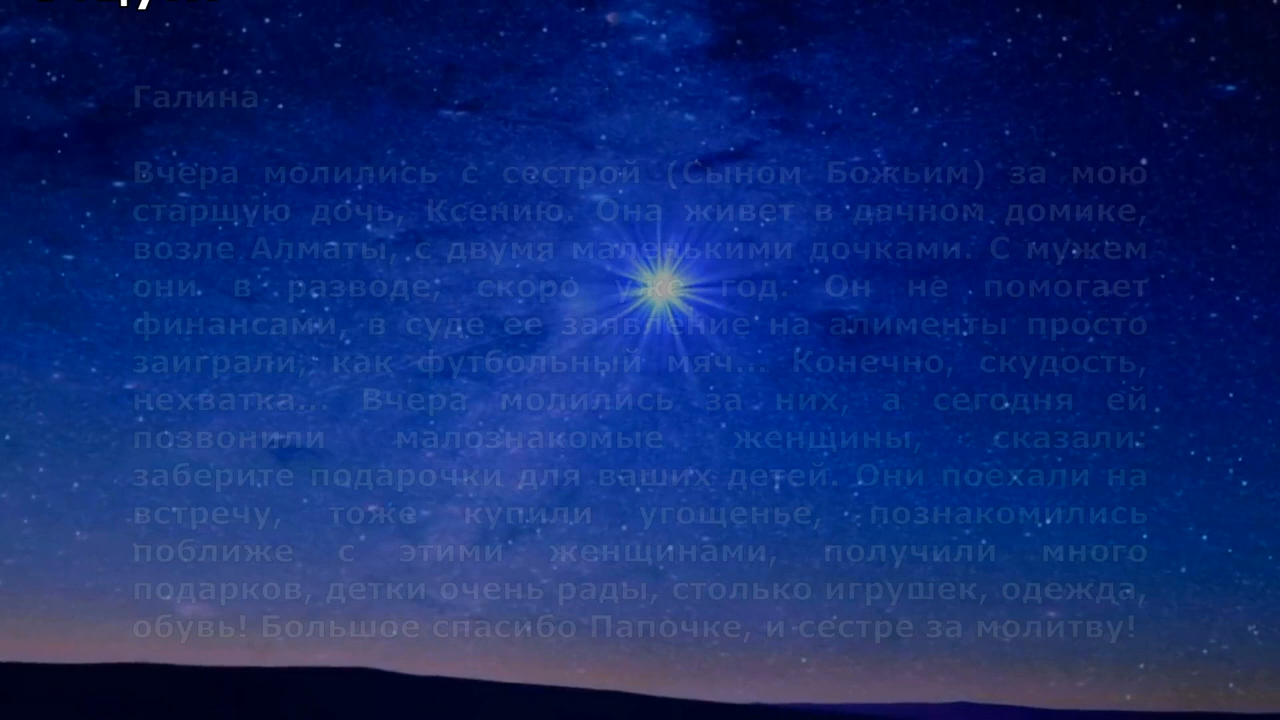 Галина
Вчера молились с сестрой (Сыном Божьим) за мою
старшую дочь, Ксению. Она живет в дачном домике,
возле Алматы, с двумя маленькими дочками. С мужем
они в разводе, скоро уже год. Он не помогает
финансами, в суде ее заявление на алименты просто
заиграли, как футбольный мяч... Конечно, скудость,
нехватка... Вчера молились за них, а сегодня ей
позвонили малознакомые женщины, сказали:
заберите подарочки для ваших детей. Они поехали на
встречу, тоже купили угощенье, познакомились
поближе с этими женщинами, получили много
подарков, детки очень рады, столько игрушек, одежда,
обувь! Большое спасибо Папочке, и сестре за молитву!